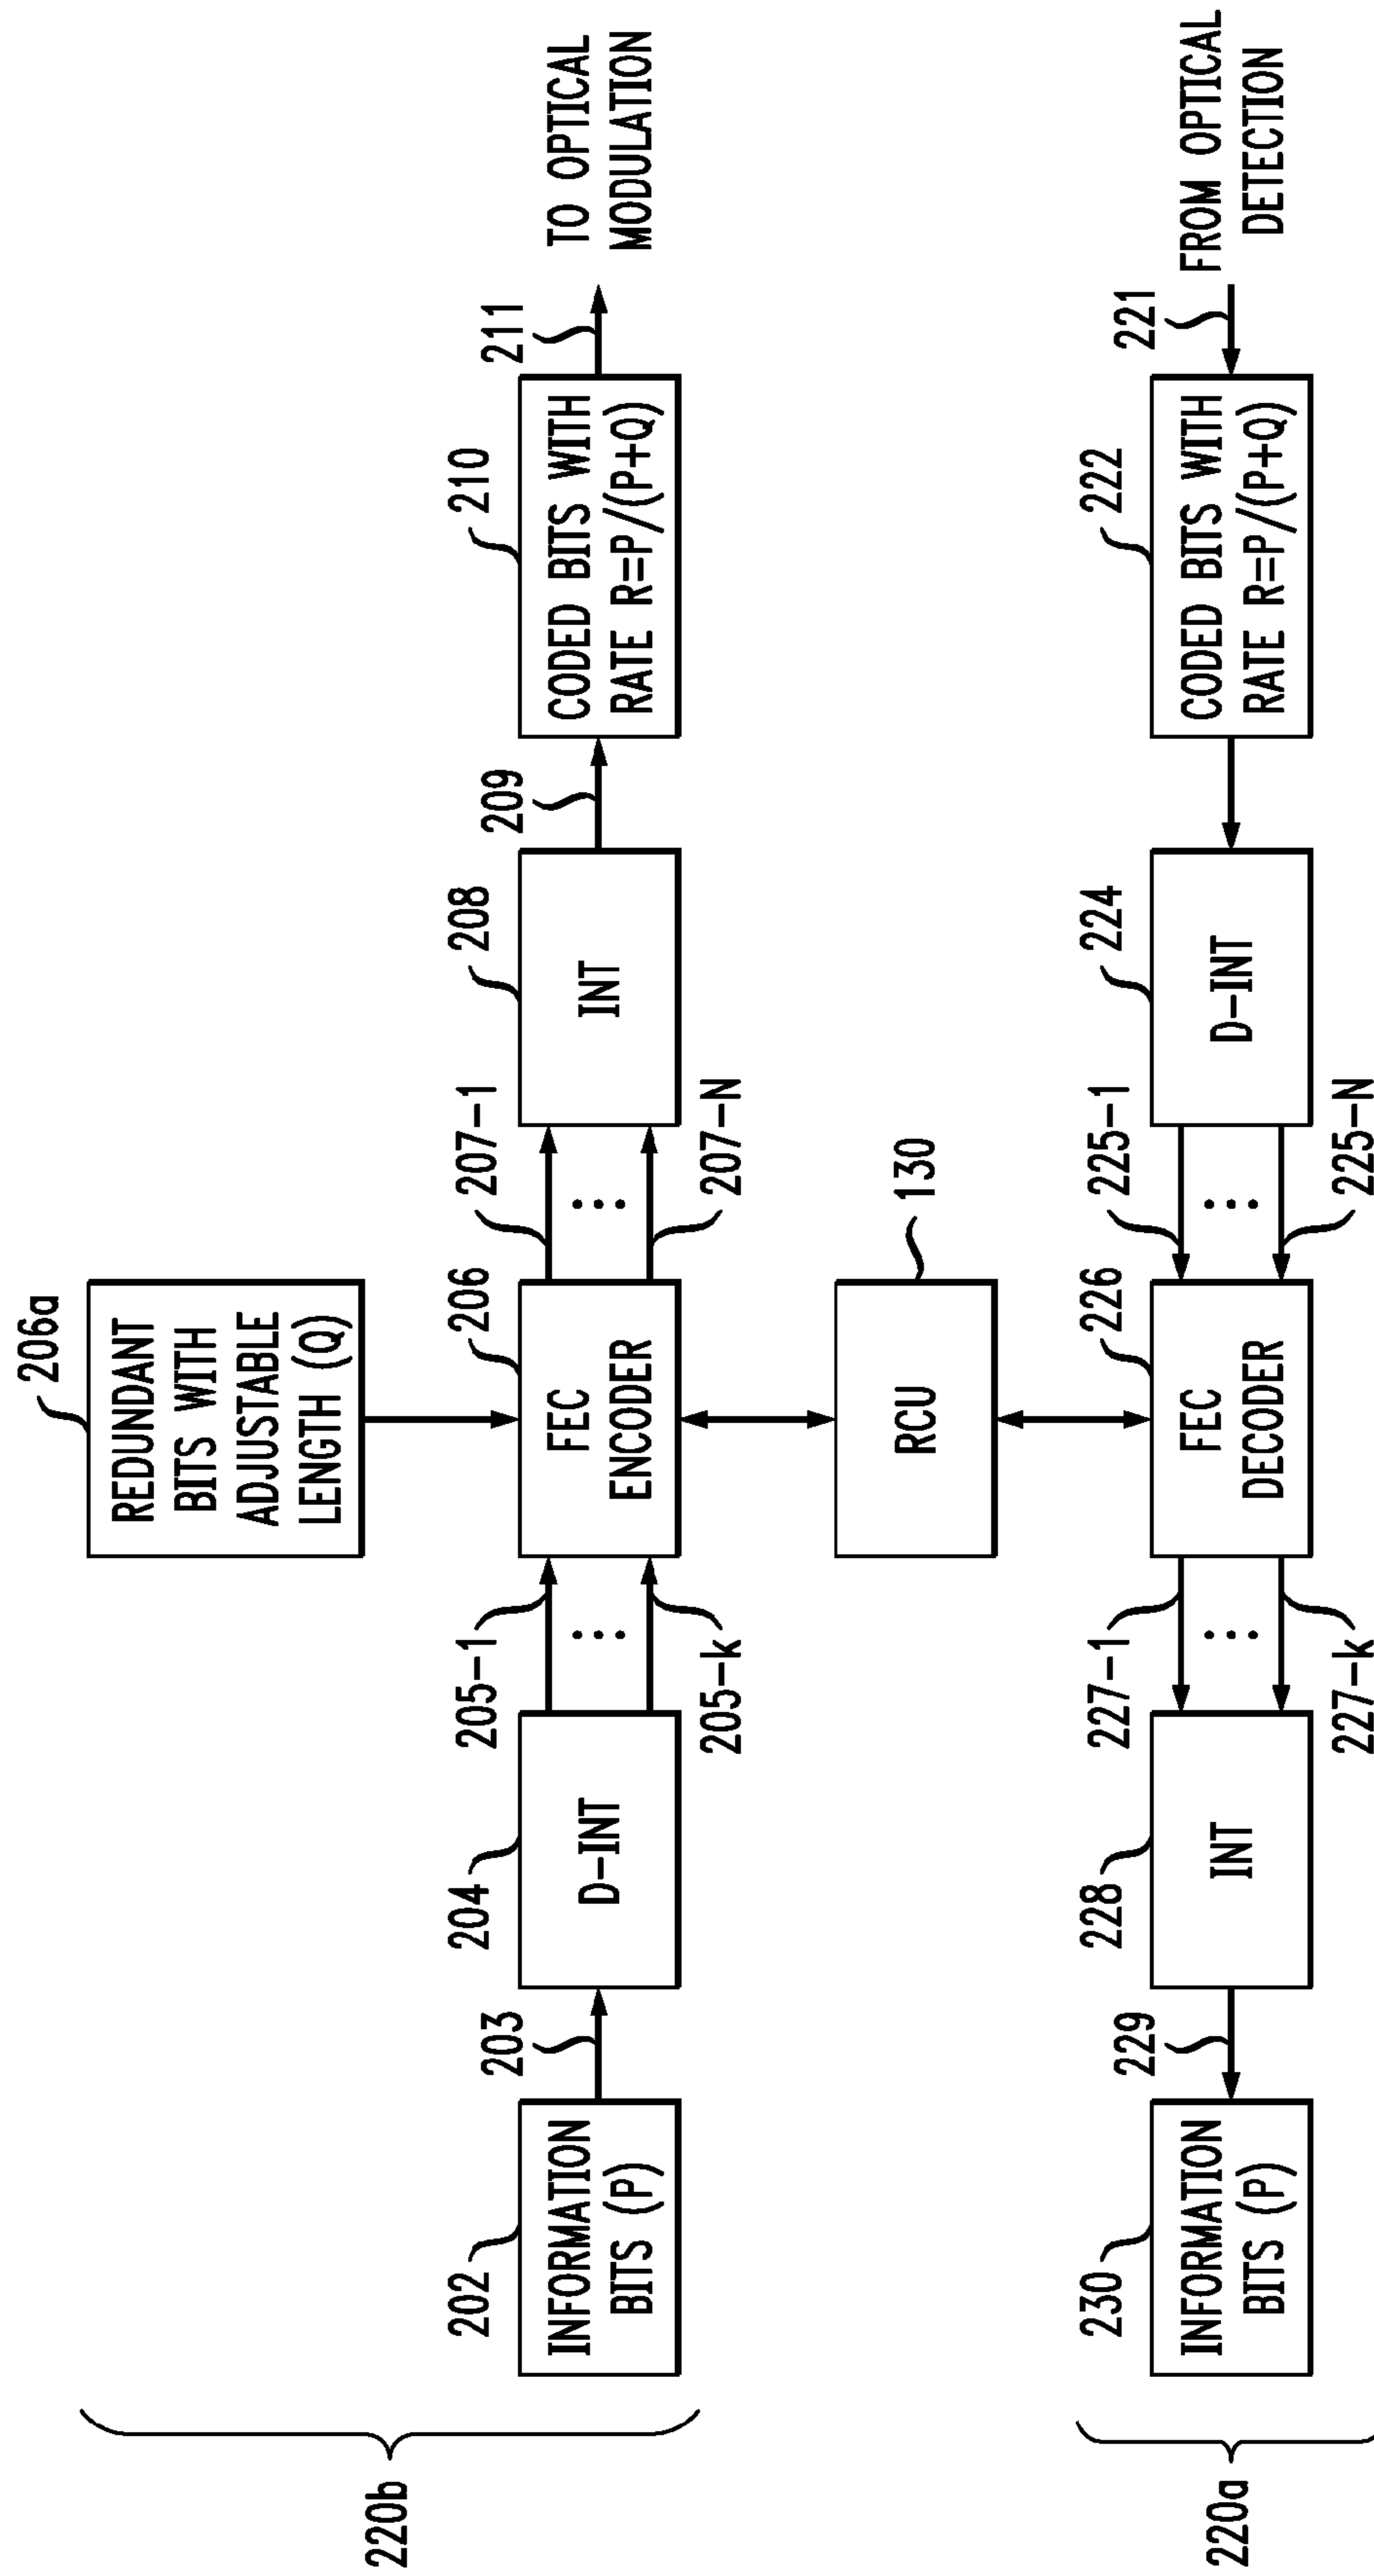 206a
REDUNDANT
BITS WITH
ADJUSTABLE
LENGTH (Q)
220b
202
INFORMATION
BITS (P)
203
204
D-INT
205-1
205-k
206
FEC
ENCODER
207-1
207-N
208
INT
209
210
CODED BITS WITH
RATE R=P/(P+Q)
211
TO OPTICAL
MODULATION
130
RCU
220a
230
INFORMATION
BITS (P)
229
228
INT
227-1
227-k
226
FEC
DECODER
225-1
225-N
224
D-INT
222
CODED BITS WITH
RATE R=P/(P+Q)
221
FROM OPTICAL
DETECTION